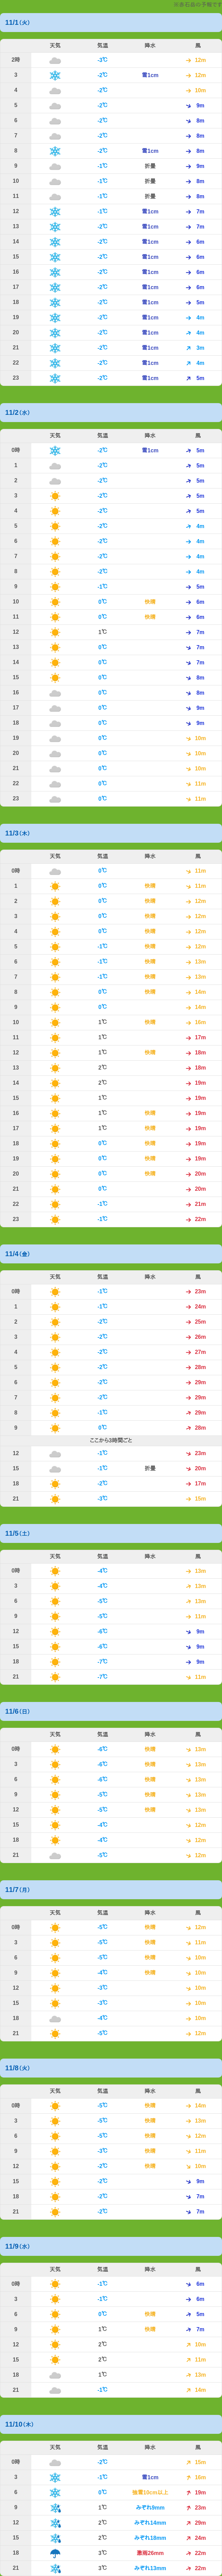 ※金石峰の予報です
11/1(火)
天気 気温 降水 風
2時 -3℃ 12m
3 -2℃ 雪1cm 12m
4 -2℃ 10m
5 -2℃ 9m
6 -2℃ 8m
7 -2℃ 8m
8 -2℃ 雪1cm 8m
9 -1℃ 折曇 9m
10 -1℃ 折曇 8m
11 -1℃ 折曇 8m
12 -1℃ 雪1cm 7m
13 -2℃ 雪1cm 7m
14 -2℃ 雪1cm 6m
15 -2℃ 雪1cm 6m
16 -2℃ 雪1cm 6m
17 -2℃ 雪1cm 6m
18 -2℃ 雪1cm 5m
19 -2℃ 雪1cm 4m
20 -2℃ 雪1cm 4m
21 -2℃ 雪1cm 3m
22 -2℃ 雪1cm 4m
23 -2℃ 雪1cm 5m
11/2(水)
天気 気温 降水 風
0時 -2℃ 雪1cm 5m
1 -2℃ 5m
2 -2℃ 5m
3 -2℃ 5m
4 -2℃ 5m
5 -2℃ 4m
6 -2℃ 4m
7 -2℃ 4m
8 -2℃ 4m
9 -1℃ 5m
10 0℃ 快晴 6m
11 0℃ 快晴 6m
12 1℃ 7m
13 0℃ 7m
14 0℃ 7m
15 0℃ 8m
16 0℃ 8m
17 0℃ 9m
18 0℃ 9m
19 0℃ 10m
20 0℃ 10m
21 0℃ 10m
22 0℃ 11m
23 0℃ 11m
11/3(木)
天気 気温 降水 風
0時 0℃ 11m
1 0℃ 快晴 11m
2 0℃ 快晴 12m
3 0℃ 快晴 12m
4 0℃ 快晴 12m
5 -1℃ 快晴 12m
6 -1℃ 快晴 13m
7 -1℃ 快晴 13m
8 0℃ 快晴 14m
9 0℃ 14m
10 1℃ 快晴 16m
11 1℃ 17m
12 1℃ 快晴 18m
13 2℃ 18m
14 2℃ 19m
15 1℃ 19m
16 1℃ 快晴 19m
17 1℃ 快晴 19m
18 0℃ 快晴 19m
19 0℃ 快晴 19m
20 0℃ 快晴 20m
21 0℃ 20m
22 -1℃ 21m
23 -1℃ 22m
11/4(金)
天気 気温 降水 風
0時 -1℃ 23m
1 -1℃ 24m
2 -2℃ 25m
3 -2℃ 26m
4 -2℃ 27m
5 -2℃ 28m
6 -2℃ 29m
7 -2℃ 29m
8 -1℃ 29m
9 0℃ 28m
ここから3時間ごと
12 -1℃ 23m
15 -1℃ 折曇 20m
18 -2℃ 17m
21 -3℃ 15m
11/5(土)
天気 気温 降水 風
0時 -4℃ 13m
3 -4℃ 13m
6 -5℃ 13m
9 -5℃ 11m
12 -6℃ 9m
15 -6℃ 9m
18 -7℃ 9m
21 -7℃ 11m
11/6(日)
天気 気温 降水 風
0時 -6℃ 快晴 13m
3 -6℃ 快晴 13m
6 -6℃ 快晴 13m
9 -5℃ 快晴 13m
12 -5℃ 快晴 13m
15 -4℃ 12m
18 -4℃ 12m
21 -5℃ 12m
11/7(月)
天気 気温 降水 風
0時 -5℃ 快晴 12m
3 -5℃ 快晴 11m
6 -5℃ 快晴 10m
9 -4℃ 快晴 10m
12 -3℃ 10m
15 -3℃ 10m
18 -4℃ 10m
21 -5℃ 12m
11/8(火)
天気 気温 降水 風
0時 -5℃ 快晴 14m
3 -5℃ 快晴 13m
6 -5℃ 快晴 12m
9 -3℃ 快晴 11m
12 -2℃ 快晴 10m
15 -2℃ 9m
18 -2℃ 7m
21 -2℃ 7m
11/9(水)
天気 気温 降水 風
0時 -1℃ 6m
3 -1℃ 6m
6 0℃ 快晴 5m
9 1℃ 快晴 7m
12 2℃ 10m
15 2℃ 11m
18 1℃ 13m
21 -1℃ 14m
11/10(木)
天気 気温 降水 風
0時 -2℃ 15m
3 -1℃ 雪1cm 16m
6 0℃ 強雪10cm以上 19m
9 1℃ みぞれ9mm 23m
12 2℃ みぞれ14mm 29m
15 2℃ みぞれ18mm 24m
18 3℃ 豪雨26mm 22m
21 3℃ みぞれ13mm 22m